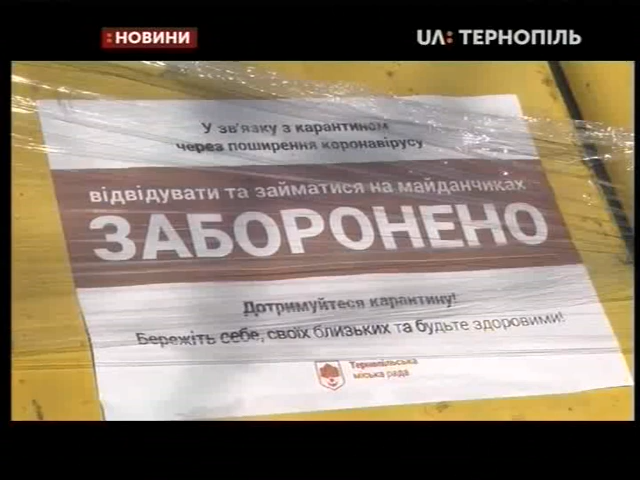 : НОВИНИ
UA: ТЕРНОПІЛЬ
У зв'язку з карантином
через поширення коронавірусу
відвідувати та займатися на майданчиках
ЗАБОРОНЕНО
Дотримуйтеся карантину!
Бережіть себе, своїх близьких та будьте здоровими!
Тернопільська
міська рада